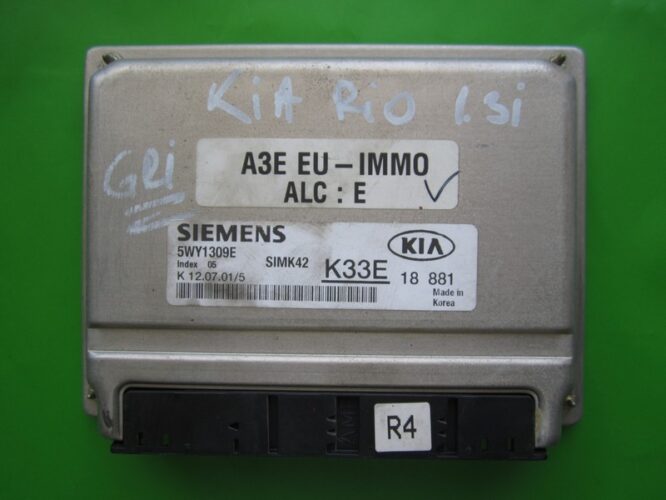 KiA RiO 1.3i
GRi
A3E EU-IMMO
ALC : E
SIEMENS
5WY1309E
Index 05
SIMK42
K 12.07.01/5
K33E
KIA
18 881
Made in
Korea
R4